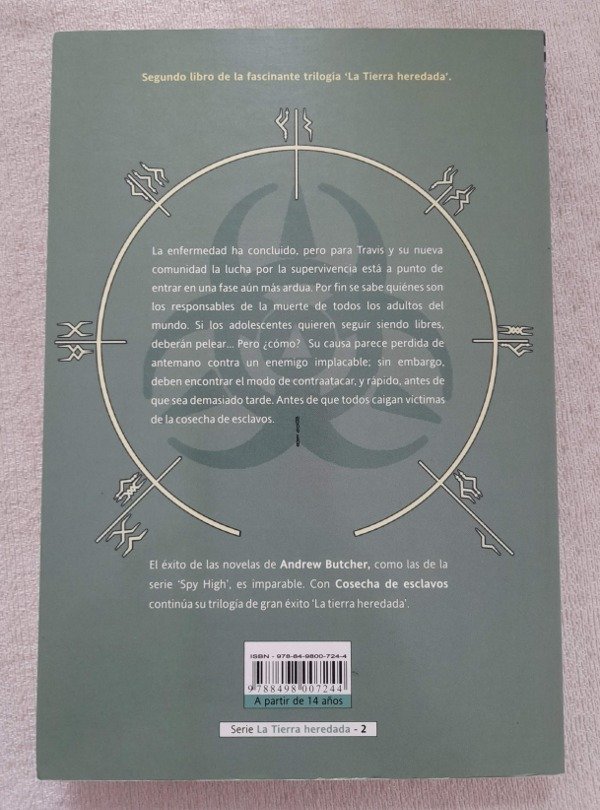 Segundo libro de la fascinante trilogía ‘La Tierra heredada’.
La enfermedad ha concluido, pero para Travis y su nueva
comunidad la lucha por la supervivencia está a punto de
entrar en una fase aún más ardua. Por fin se sabe quiénes son
los responsables de la muerte de todos los adultos del
mundo. Si los adolescentes quieren seguir siendo libres,
deberán pelear... Pero ¿cómo? Su causa parece perdida de
antemano contra un enemigo implacable; sin embargo,
deben encontrar el modo de contraatacar, y rápido, antes de
que sea demasiado tarde. Antes de que todos caigan víctimas
de la cosecha de esclavos.
El éxito de las novelas de Andrew Butcher, como las de la
serie ‘Spy High’, es imparable. Con Cosecha de esclavos
continúa su trilogía de gran éxito ‘La tierra heredada’.
ISBN - 978-84-9800-724-4
9788498007244
A partir de 14 años
Serie La Tierra heredada - 2